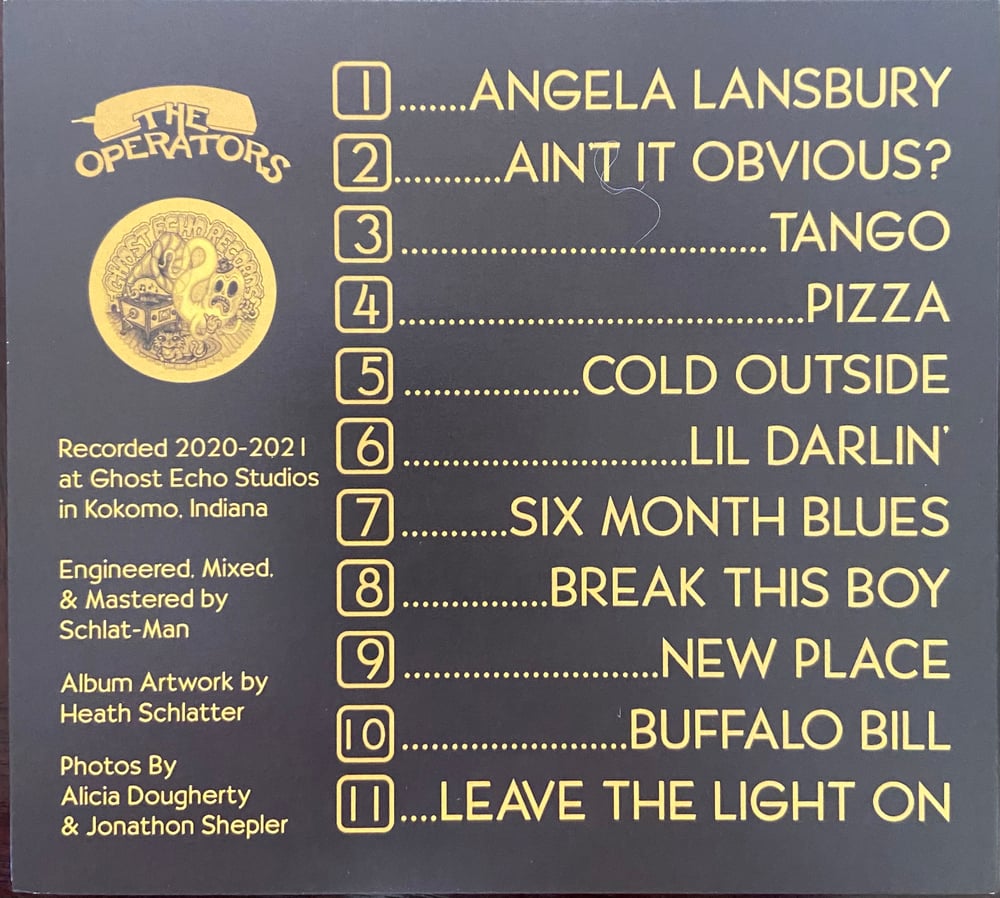 THE
OPERATORS
GHOST ECHO RECORDS
Recorded 2020-2021
at Ghost Echo Studios
in Kokomo, Indiana
Engineered, Mixed,
& Mastered by
Schlat-Man
Album Artwork by
Heath Schlatter
Photos By
Alicia Dougherty
& Jonathon Shepler
1.......ANGELA LANSBURY
2...........AIN'T IT OBVIOUS?
3.....................................TANGO
4.........................................PIZZA
5..................COLD OUTSIDE
6.............................LIL DARLIN'
7...........SIX MONTH BLUES
8...............BREAK THIS BOY
9..........................NEW PLACE
10.......................BUFFALO BILL
11....LEAVE THE LIGHT ON